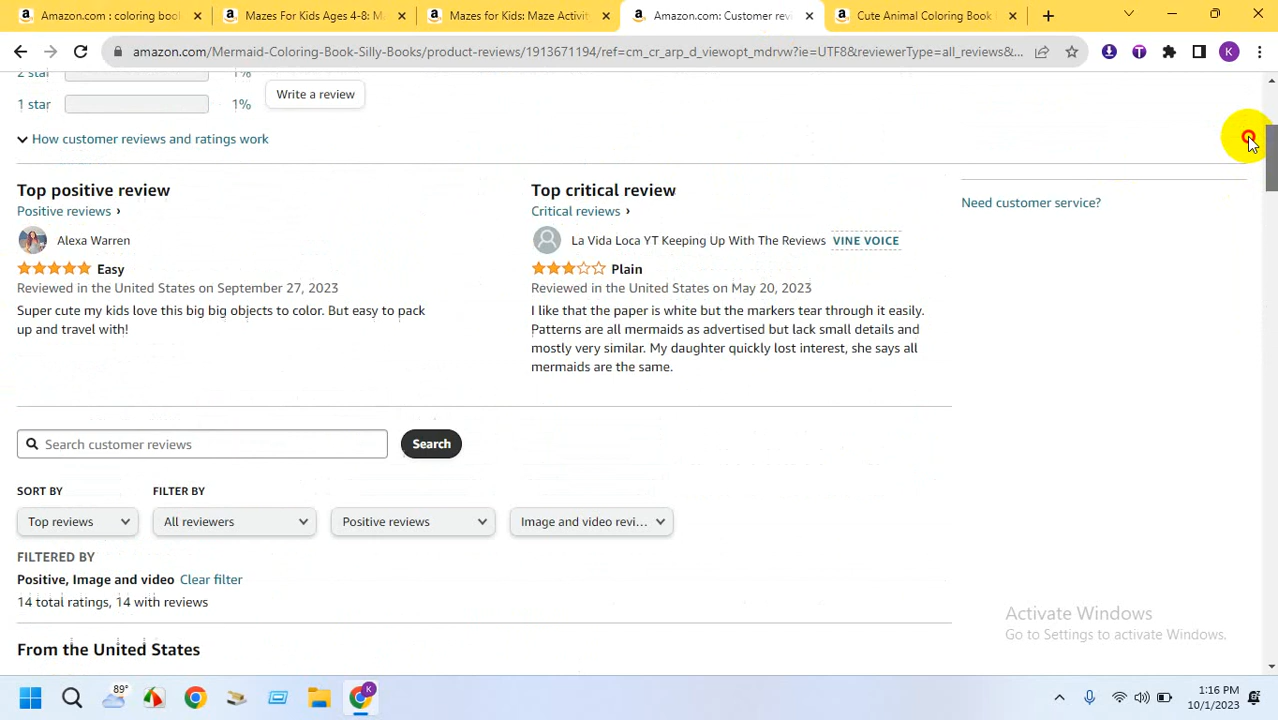 Amazon.com : coloring book
Mazes For Kids Ages 4-8: Ma
Mazes for Kids: Maze Activit
Amazon.com: Customer revi
Cute Animal Coloring Book
amazon.com/Mermaid-Coloring-Book-Silly-Books/product-reviews/1913671194/ref=cm_cr_arp_d_viewopt_mdrvw?ie=UTF8&reviewerType=all_reviews&...
T
K
2 star 1%
1 star 1%
Write a review
How customer reviews and ratings work
Top positive review
Positive reviews ›
Alexa Warren
Easy
Reviewed in the United States on September 27, 2023
Super cute my kids love this big big objects to color. But easy to pack
up and travel with!
Top critical review
Critical reviews ›
La Vida Loca YT Keeping Up With The Reviews VINE VOICE
Plain
Reviewed in the United States on May 20, 2023
I like that the paper is white but the markers tear through it easily.
Patterns are all mermaids as advertised but lack small details and
mostly very similar. My daughter quickly lost interest, she says all
mermaids are the same.
Need customer service?
Search customer reviews
Search
SORT BY FILTER BY
Top reviews All reviewers Positive reviews Image and video revi...
FILTERED BY
Positive, Image and video Clear filter
14 total ratings, 14 with reviews
From the United States
Activate Windows
Go to Settings to activate Windows.
89°
K
1:16 PM
10/1/2023